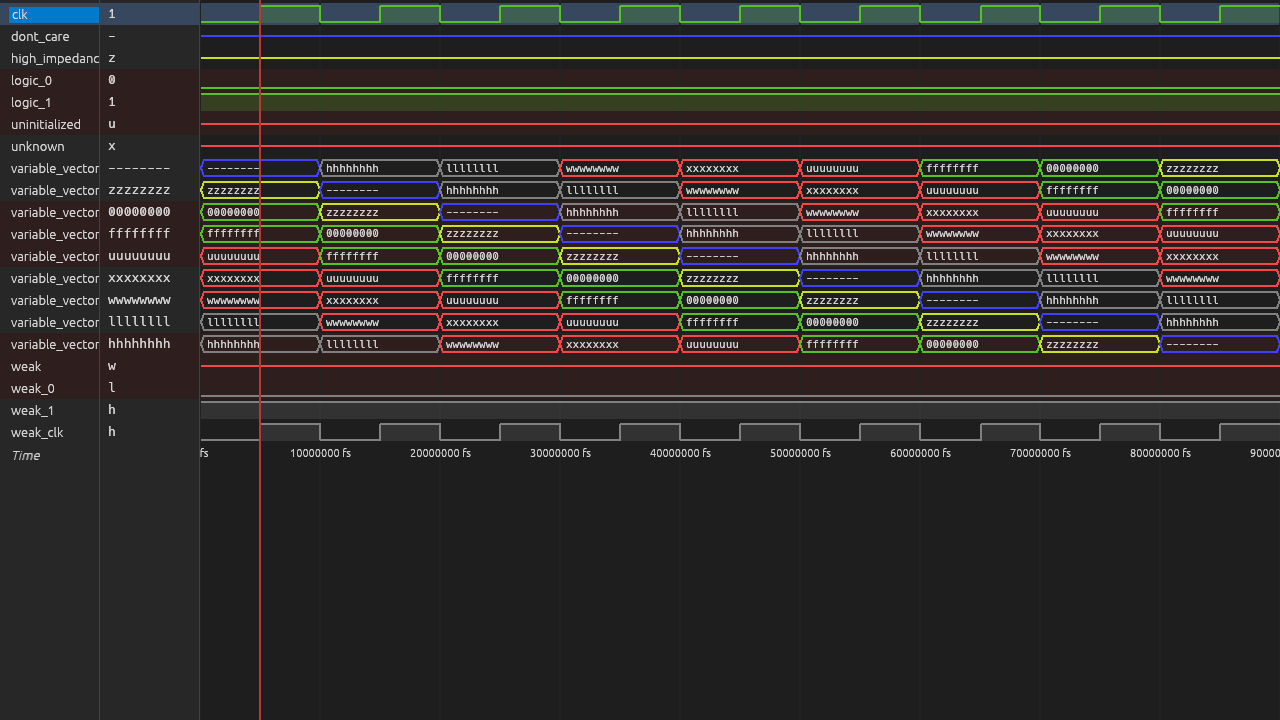 clk 1
dont_care –
high_impedanc z
logic_0 0
logic_1 1
uninitialized u
unknown x
variable_vector -------- -------- hhhhhhhh llllllll wwwwwwww xxxxxxxx uuuuuuuu ffffffff 00000000 zzzzzzzz
variable_vector zzzzzzzz zzzzzzzz -------- hhhhhhhh llllllll wwwwwwww xxxxxxxx uuuuuuuu ffffffff 00000000
variable_vector 00000000 00000000 zzzzzzzz -------- hhhhhhhh llllllll wwwwwwww xxxxxxxx uuuuuuuu ffffffff
variable_vector ffffffff ffffffff 00000000 zzzzzzzz -------- hhhhhhhh llllllll wwwwwwww xxxxxxxx uuuuuuuu
variable_vector uuuuuuuu uuuuuuuu ffffffff 00000000 zzzzzzzz -------- hhhhhhhh llllllll wwwwwwww xxxxxxxx
variable_vector xxxxxxxx xxxxxxxx uuuuuuuu ffffffff 00000000 zzzzzzzz -------- hhhhhhhh llllllll wwwwwwww
variable_vector wwwwwwww wwwwwwww xxxxxxxx uuuuuuuu ffffffff 00000000 zzzzzzzz -------- hhhhhhhh llllllll
variable_vector llllllll llllllll wwwwwwww xxxxxxxx uuuuuuuu ffffffff 00000000 zzzzzzzz -------- hhhhhhhh
variable_vector hhhhhhhh hhhhhhhh llllllll wwwwwwww xxxxxxxx uuuuuuuu ffffffff 00000000 zzzzzzzz --------
weak w
weak_0 l
weak_1 h
weak_clk h
Time fs 10000000 fs 20000000 fs 30000000 fs 40000000 fs 50000000 fs 60000000 fs 70000000 fs 80000000 fs 90000